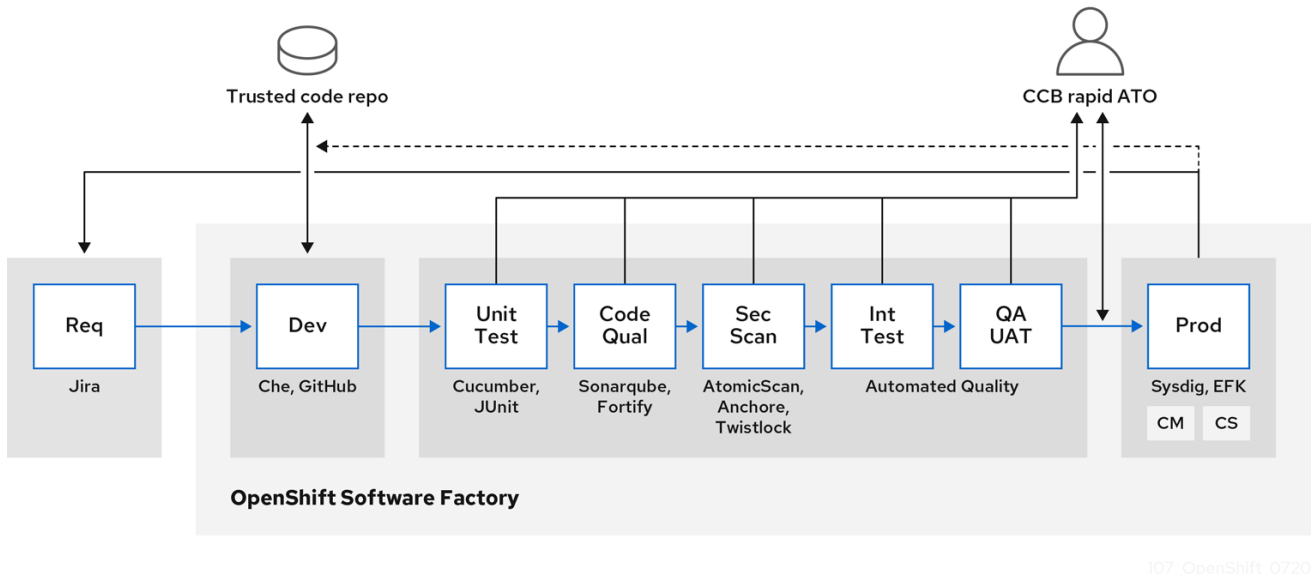 Trusted code repo
CCB rapid ATO
Req
Jira
Dev
Che, GitHub
Unit
Test
Cucumber,
JUnit
Code
Qual
Sonarqube,
Fortify
Sec
Scan
AtomicScan,
Anchore,
Twistlock
Int
Test
QA
UAT
Automated Quality
Prod
Sysdig, EFK
CM
CS
OpenShift Software Factory
107_OpenShift_0720